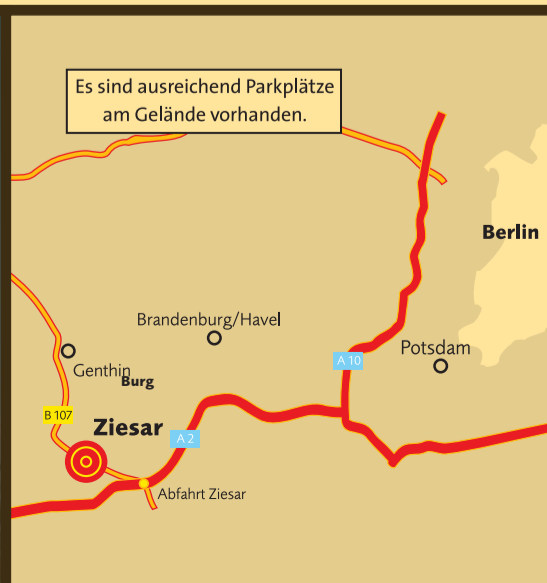 Es sind ausreichend Parkplätze
am Gelände vorhanden.
Berlin
Brandenburg/Havel
Potsdam
A 10
Genthin
Burg
B 107
Ziesar
A 2
Abfahrt Ziesar